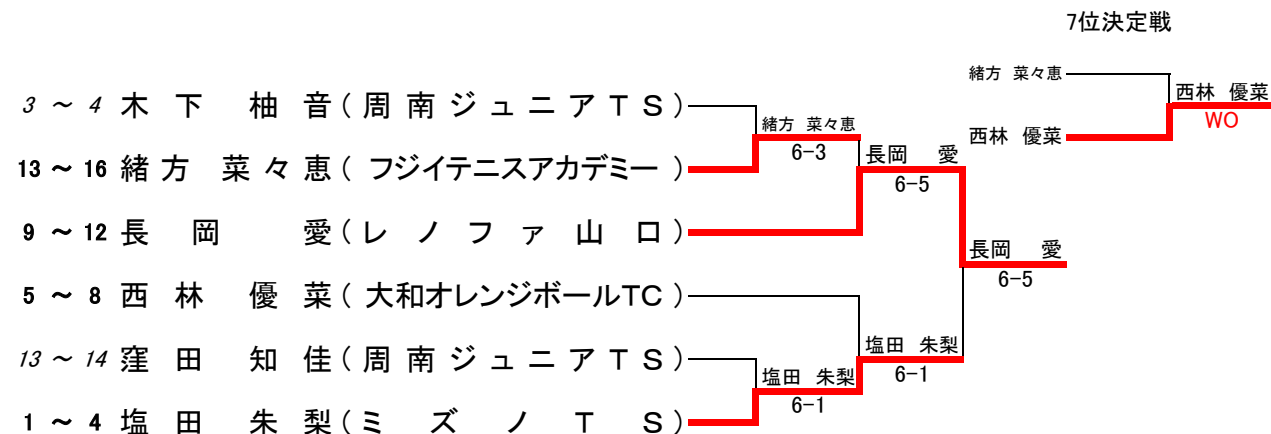 7位決定戦
緒方 菜々恵
西林 優菜
WO
西林 優菜
3 ～ 4 木下 柚音(周南ジュニアTS)
緒方 菜々恵
6-3
13 ～ 16 緒方 菜々恵(フジイテニスアカデミー)
長岡 愛
6-5
9 ～ 12 長岡 愛(レノファ山口)
長岡 愛
6-5
5 ～ 8 西林 優菜(大和オレンジボールTC)
塩田 朱梨
6-1
13 ～ 14 窪田 知佳(周南ジュニアTS)
塩田 朱梨
6-1
1 ～ 4 塩田 朱梨(ミズノTS)